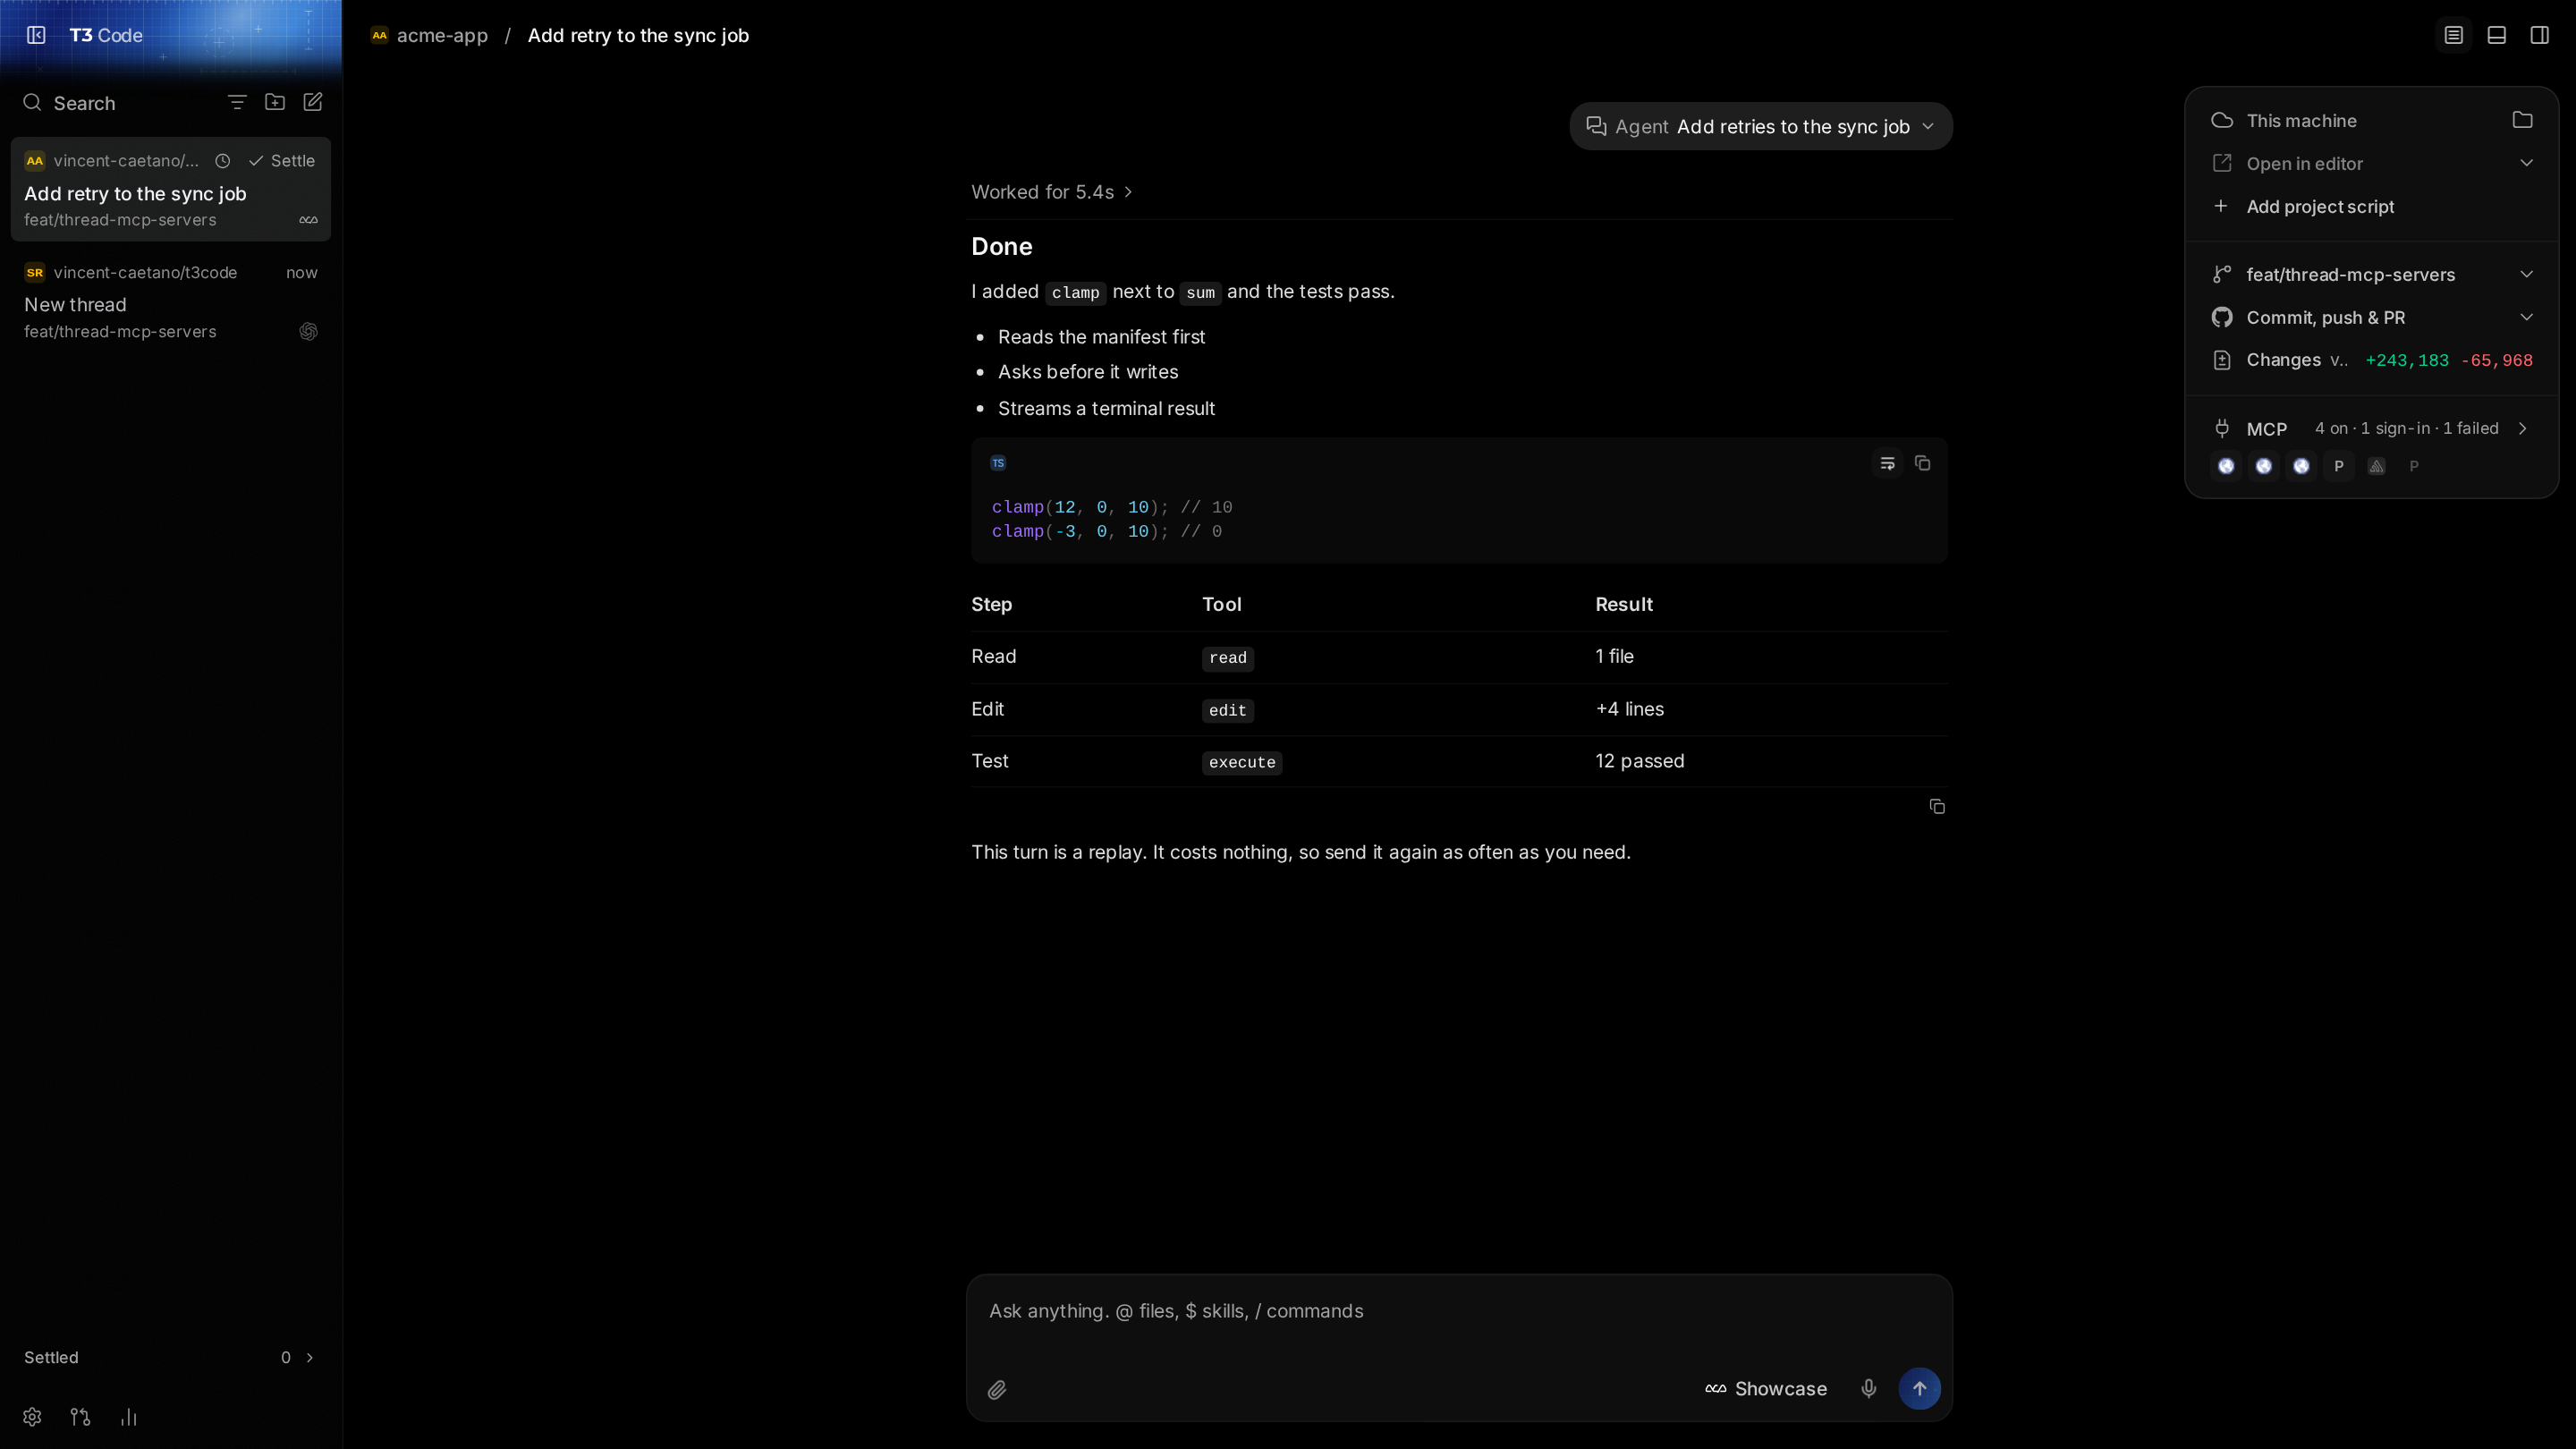 T3 Code
Search
AA vincent-caetano/... Settle
Add retry to the sync job
feat/thread-mcp-servers
SR vincent-caetano/t3code now
New thread
feat/thread-mcp-servers
Settled 0
AA acme-app / Add retry to the sync job
Agent Add retries to the sync job
Worked for 5.4s
Done
I added clamp next to sum and the tests pass.
• Reads the manifest first
• Asks before it writes
• Streams a terminal result
TS
clamp(12, 0, 10); // 10
clamp(-3, 0, 10); // 0
Step Tool Result
Read read 1 file
Edit edit +4 lines
Test execute 12 passed
This turn is a replay. It costs nothing, so send it again as often as you need.
Ask anything. @ files, $ skills, / commands
Showcase
This machine
Open in editor
Add project script
feat/thread-mcp-servers
Commit, push & PR
Changes v.. +243,183 -65,968
MCP 4 on · 1 sign-in · 1 failed
P P